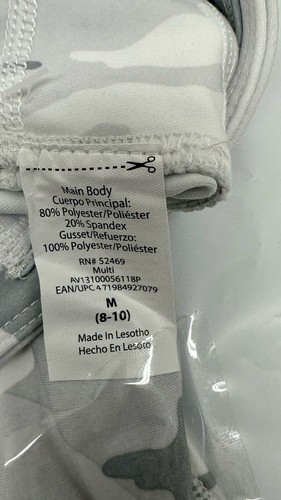 Main Body
Cuerpo Principal:
80% Polyester/Poliéster
20% Spandex
Gusset/Refuerzo:
100% Polyester/Poliéster
RN# 52469
Multi
AV13100056118P
EAN/UPC 471984927079
M
(8-10)
Made In Lesotho
Hecho En Lesoto